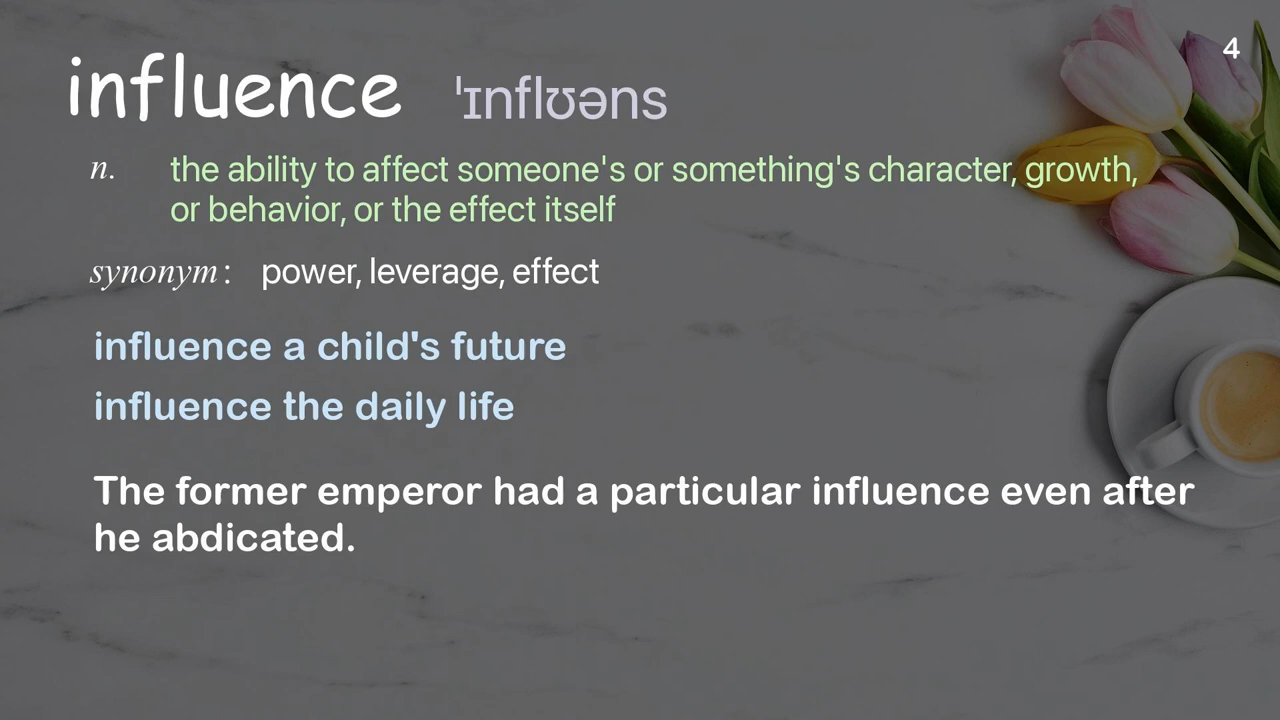 4
influence ˈɪnflʊəns
n. the ability to affect someone's or something's character, growth,
or behavior, or the effect itself
synonym: power, leverage, effect
influence a child's future
influence the daily life
The former emperor had a particular influence even after
he abdicated.